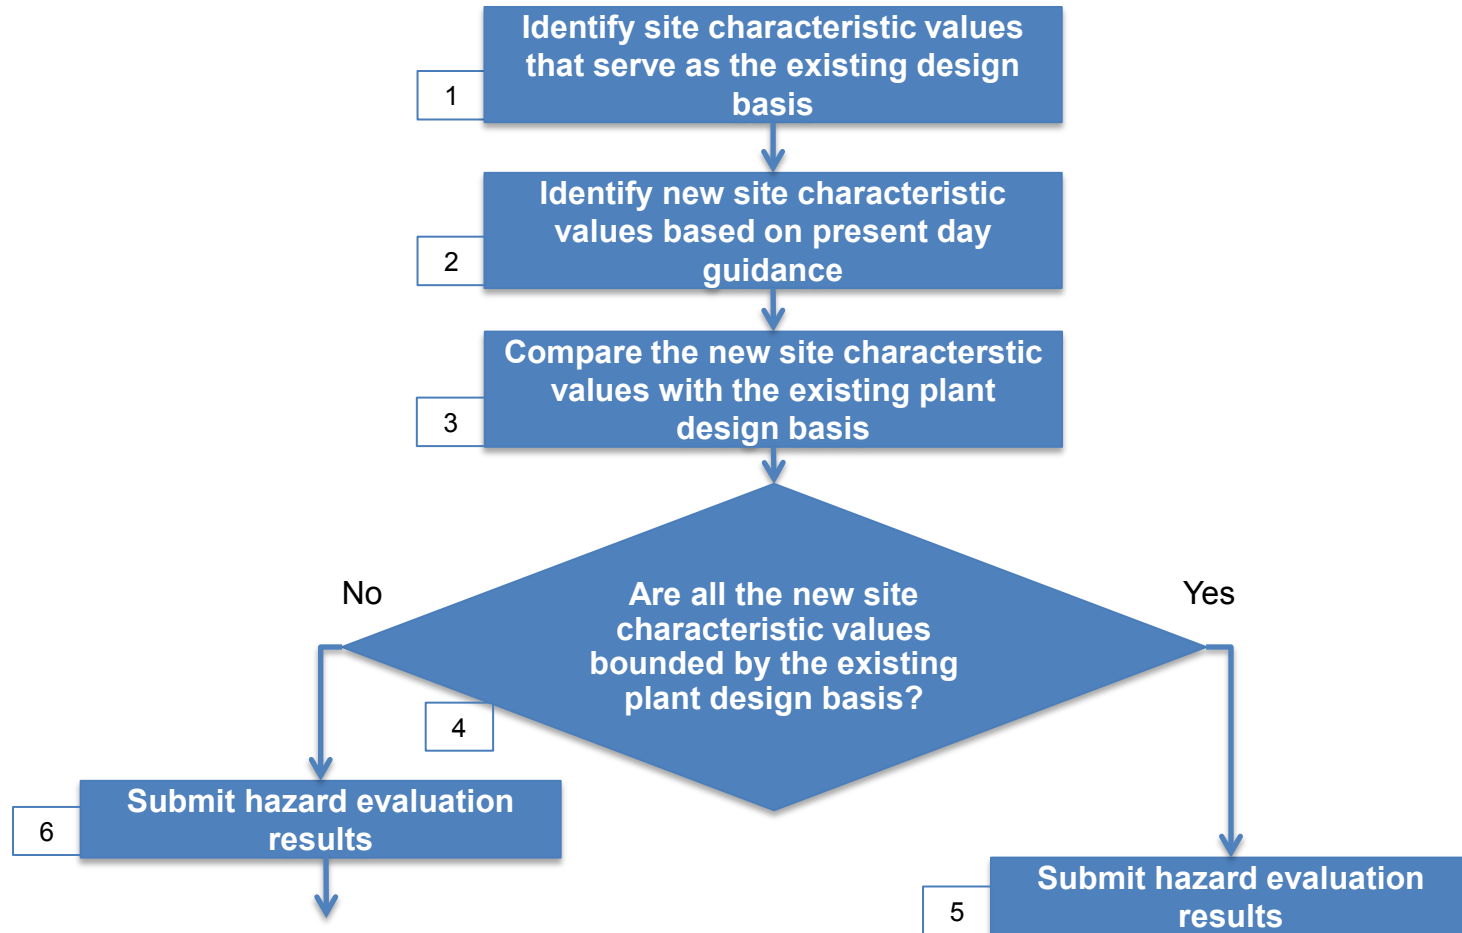 Identify site characteristic values
that serve as the existing design
basis
1
Identify new site characteristic
values based on present day
guidance
2
Compare the new site characterstic
values with the existing plant
design basis
3
No
Yes
Are all the new site
characteristic values
bounded by the existing
plant design basis?
4
Submit hazard evaluation
results
6
Submit hazard evaluation
results
5